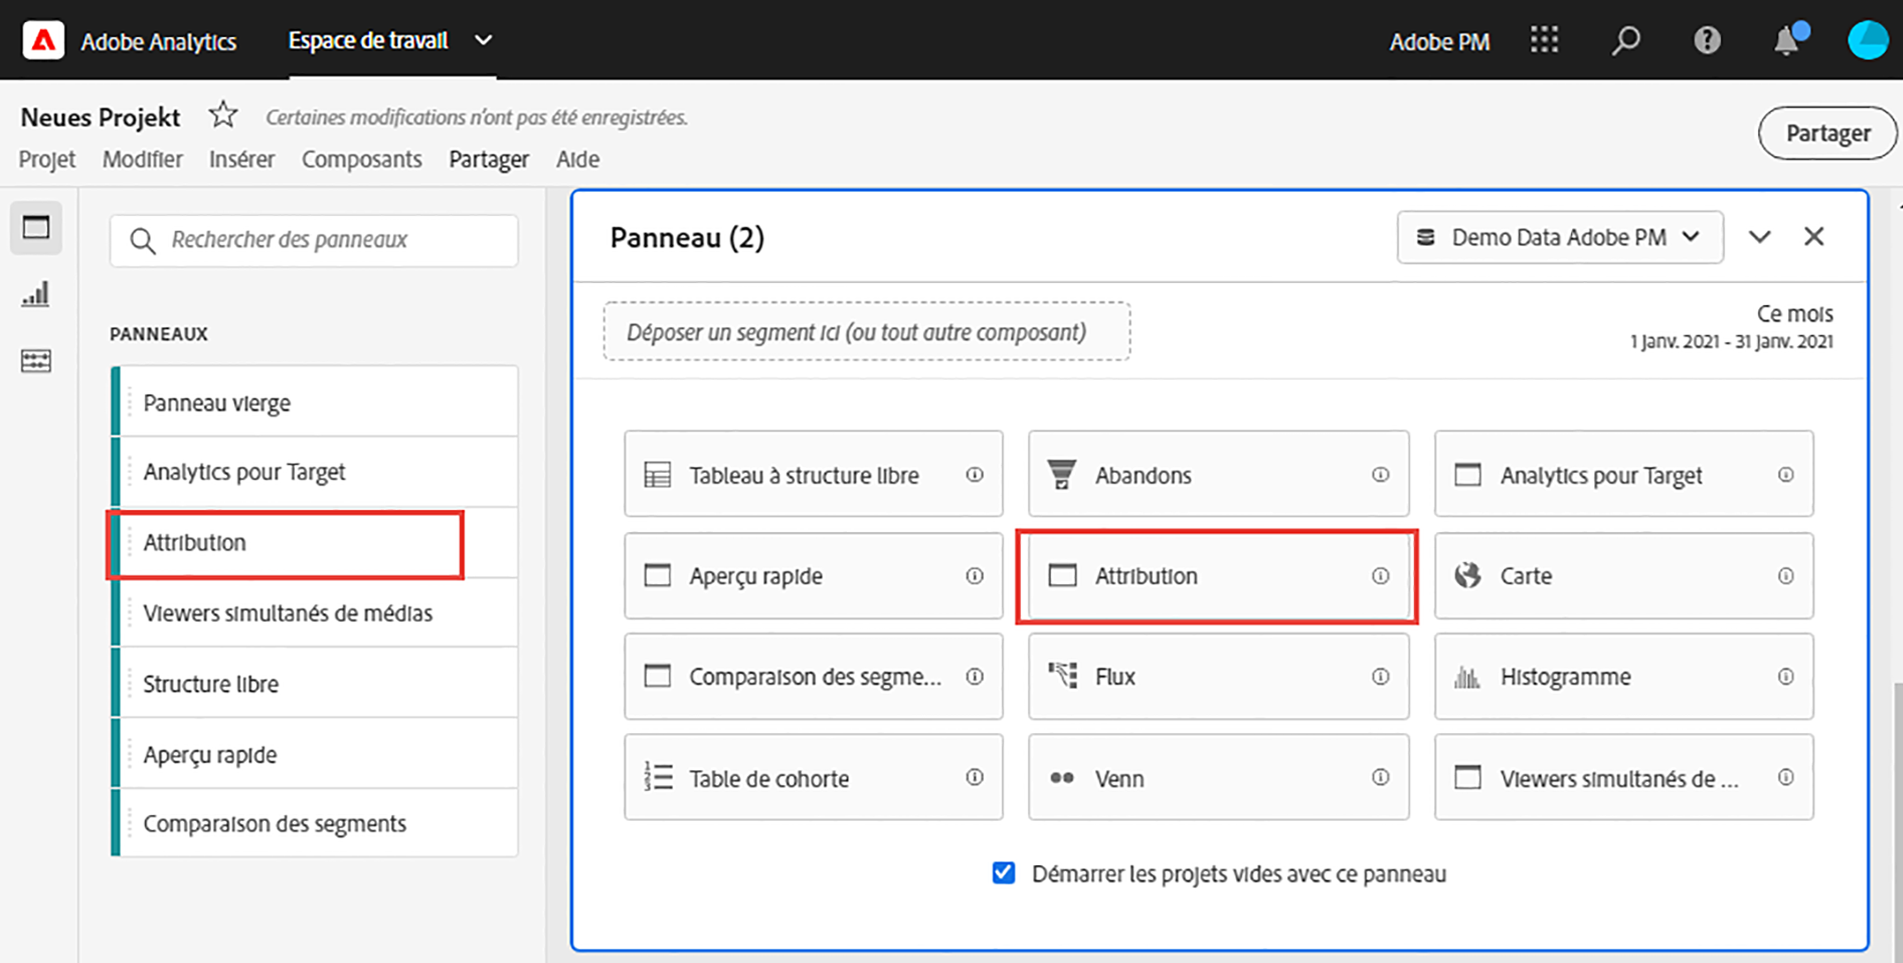 Adobe Analytics
Espace de travail
Adobe PM
Neues Projekt
Certaines modifications n'ont pas été enregistrées.
Partager
Projet Modifier Insérer Composants Partager Aide
Rechercher des panneaux
PANNEAUX
Panneau vierge
Analytics pour Target
Attribution
Viewers simultanés de médias
Structure libre
Aperçu rapide
Comparaison des segments
Panneau (2)
Demo Data Adobe PM
Déposer un segment ici (ou tout autre composant)
Ce mois
1 janv. 2021 - 31 janv. 2021
Tableau à structure libre
Abandons
Analytics pour Target
Aperçu rapide
Attribution
Carte
Comparaison des segme...
Flux
Histogramme
Table de cohorte
Venn
Viewers simultanés de ...
Démarrer les projets vides avec ce panneau